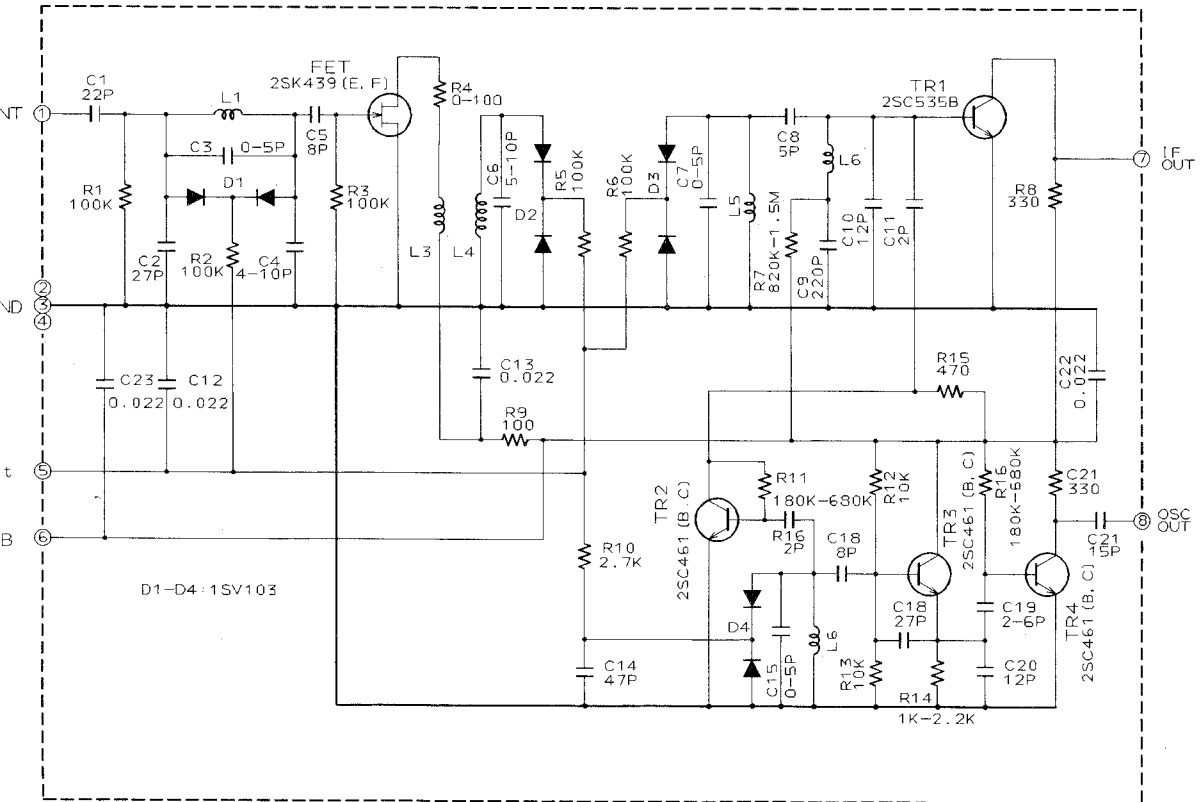 C1
22P
L1
FET
2SK439(E,F)
R4
0-100
TR1
2SC535B
NT
1
C3
0-5P
C5
8P
D1
R1
100K
R3
100K
C2
27P
R2
100K
C4
4-10P
C6
5-10P
D2
R5
100K
R6
100K
D3
C7
0-5P
C8
5P
L6
L3
L4
L5
R7
820K-1.5M
C9
220P
C10
12P
C11
2P
R8
330
7
IF
OUT
2
ND
3
4
C23
0.022
C12
0.022
C13
0.022
R9
100
R15
470
C22
0.022
t
5
B
6
TR2
2SC461(B,C)
R11
180K-680K
R16
2P
R12
10K
TR3
2SC461(B,C)
R16
180K-680K
C21
330
8
OSC
OUT
C21
15P
R10
2.7K
C18
8P
D1-D4:1SV103
D4
C15
0-5P
L6
C18
27P
C19
2-6P
TR4
2SC461(B,C)
C14
47P
R13
10K
R14
1K-2.2K
C20
12P